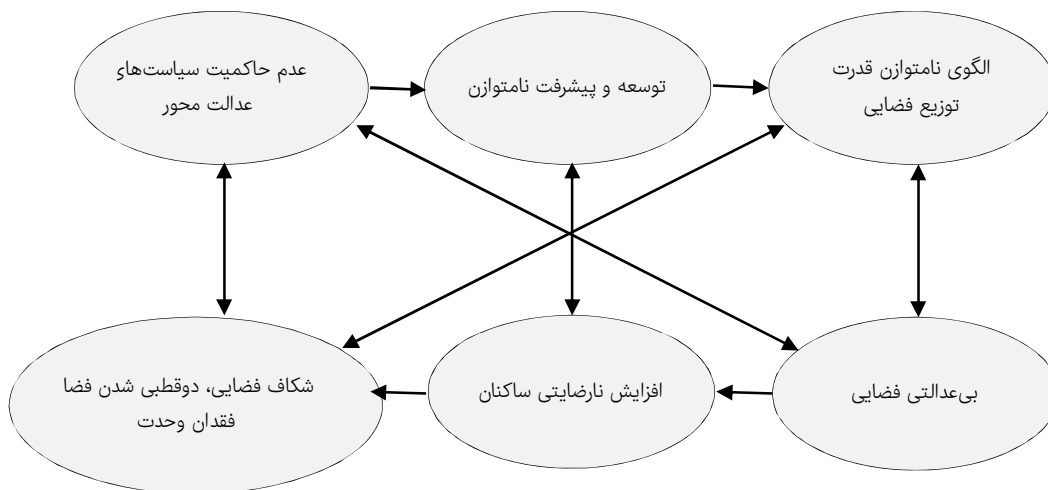 الگوی نامتوازن قدرت
توزیع فضایی
توسعه و پیشرفت نامتوازن
عدم حاکمیت سیاست‌های
عدالت محور
بی‌عدالتی فضایی
افزایش نارضایتی ساکنان
شکاف فضایی، دوقطبی شدن فضا
فقدان وحدت